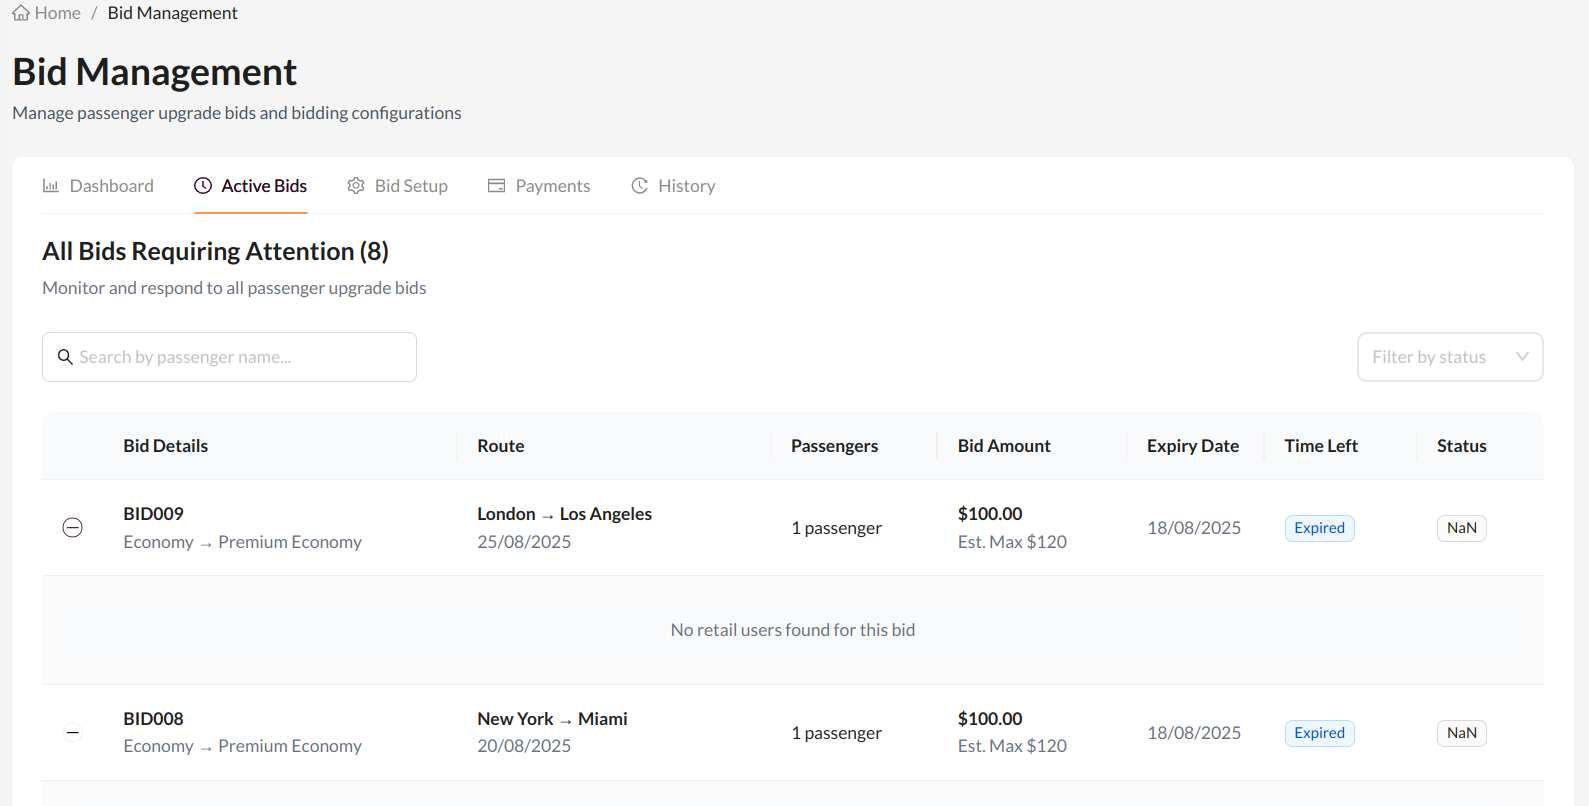 Home / Bid Management
Bid Management
Manage passenger upgrade bids and bidding configurations
Dashboard Active Bids Bid Setup Payments History
All Bids Requiring Attention (8)
Monitor and respond to all passenger upgrade bids
Search by passenger name... Filter by status
Bid Details Route Passengers Bid Amount Expiry Date Time Left Status
BID009 London → Los Angeles 1 passenger $100.00 18/08/2025 Expired NaN
Economy → Premium Economy 25/08/2025 Est. Max $120
No retail users found for this bid
BID008 New York → Miami 1 passenger $100.00 18/08/2025 Expired NaN
Economy → Premium Economy 20/08/2025 Est. Max $120